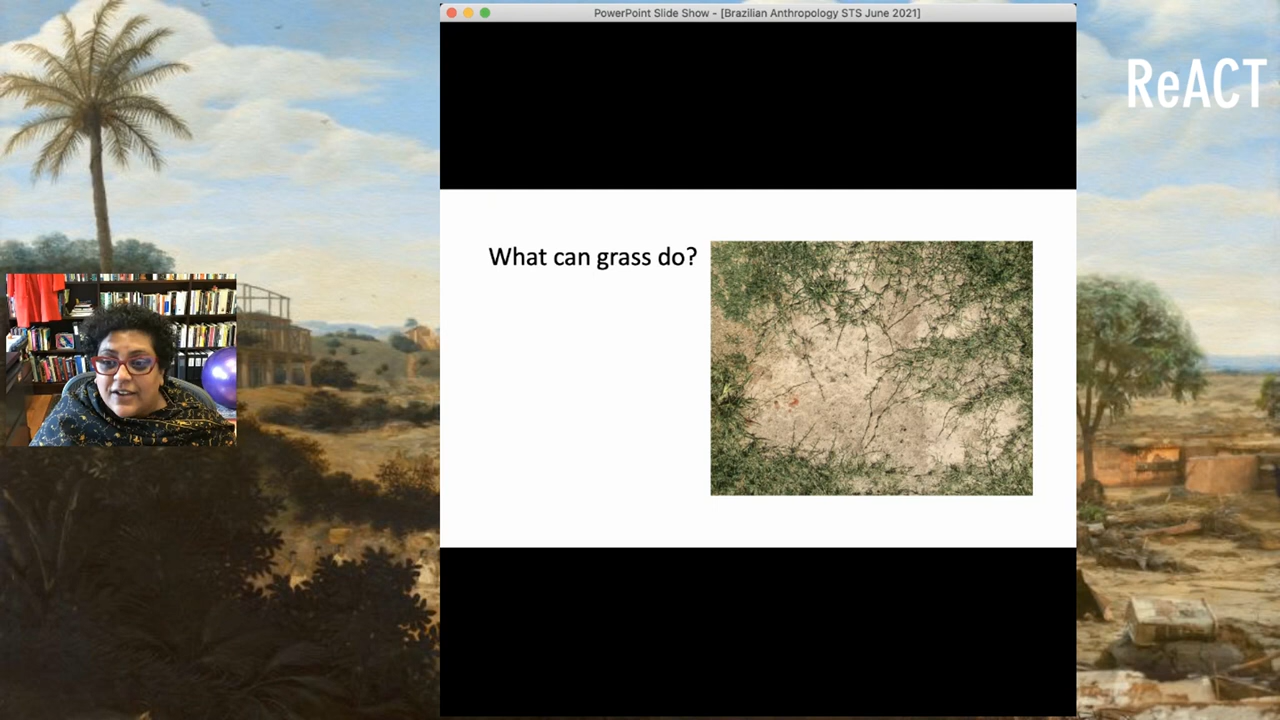 PowerPoint Slide Show - [Brazilian Anthropology STS June 2021]
ReACT
What can grass do?